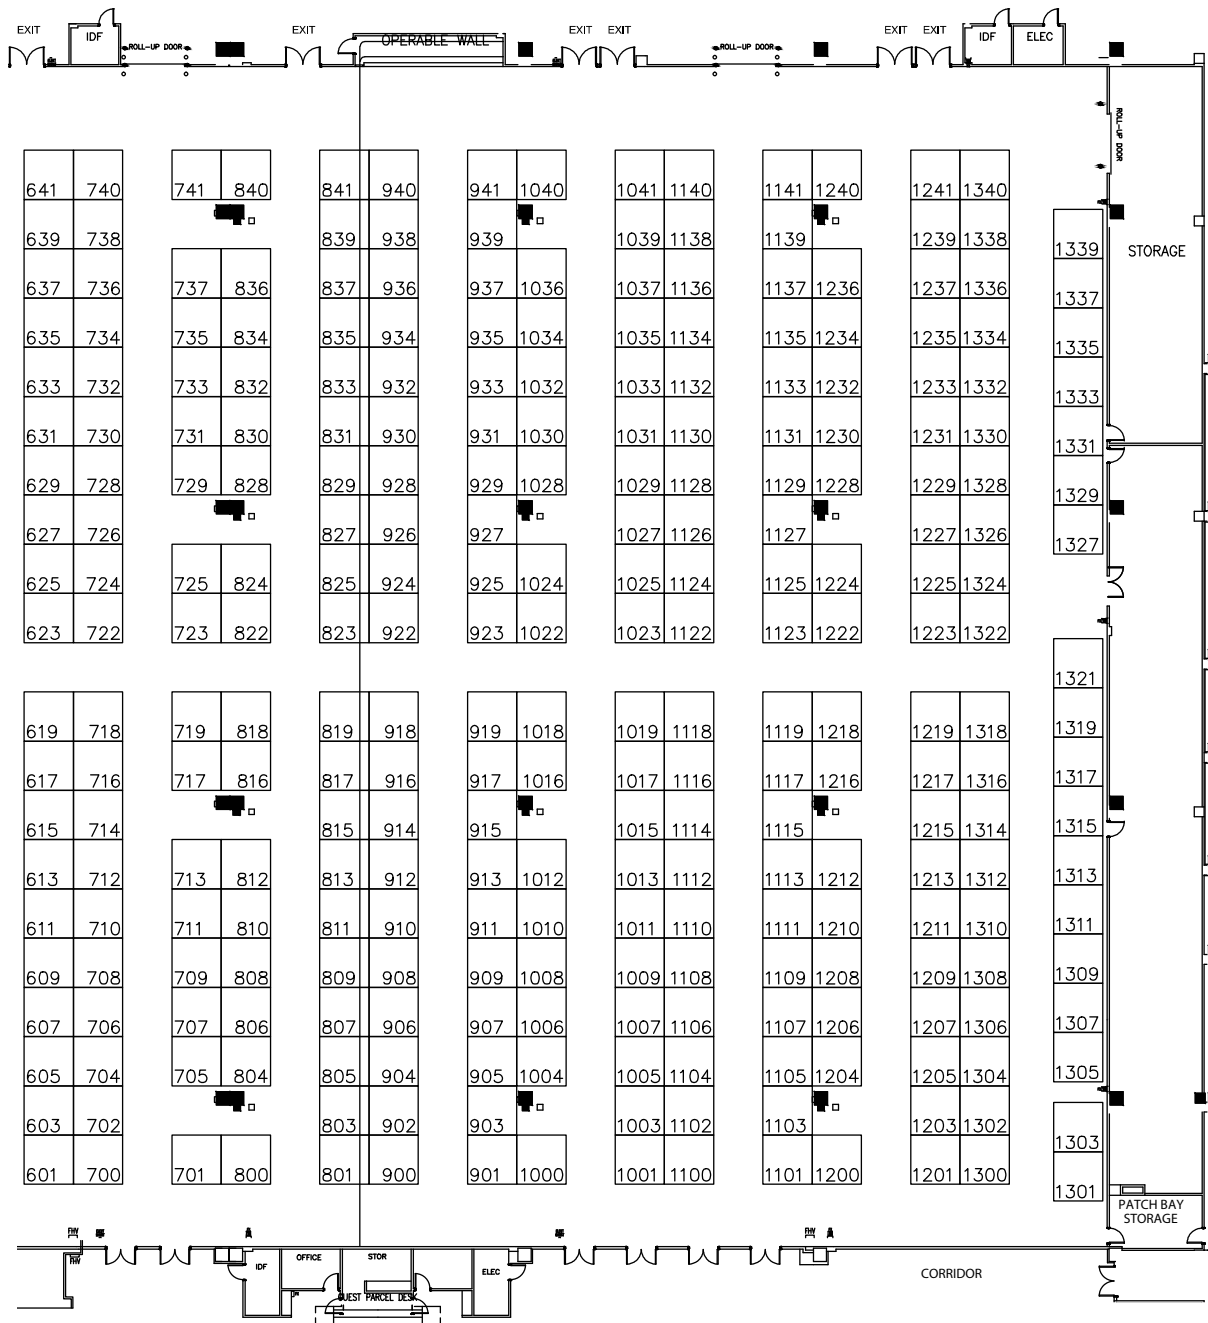 EXIT EXIT EXIT EXIT EXIT EXIT
IDF OPERABLE WALL IDF ELEC
ROLL-UP DOOR ROLL-UP DOOR
ROLL-UP DOOR
641 740 741 840 841 940 941 1040 1041 1140 1141 1240 1241 1340
639 738 839 938 939 1039 1138 1139 1239 1338
1339 STORAGE
637 736 737 836 837 936 937 1036 1037 1136 1137 1236 1237 1336
1337
635 734 735 834 835 934 935 1034 1035 1134 1135 1234 1235 1334
1335
633 732 733 832 833 932 933 1032 1033 1132 1133 1232 1233 1332
1333
631 730 731 830 831 930 931 1030 1031 1130 1131 1230 1231 1330
1331
629 728 729 828 829 928 929 1028 1029 1128 1129 1228 1229 1328
1329
627 726 827 926 927 1027 1126 1127 1227 1326
1327
625 724 725 824 825 924 925 1024 1025 1124 1125 1224 1225 1324
623 722 723 822 823 922 923 1022 1023 1122 1123 1222 1223 1322
1321
619 718 719 818 819 918 919 1018 1019 1118 1119 1218 1219 1318
1319
617 716 717 816 817 916 917 1016 1017 1116 1117 1216 1217 1316
1317
615 714 815 914 915 1015 1114 1115 1215 1314
1315
613 712 713 812 813 912 913 1012 1013 1112 1113 1212 1213 1312
1313
611 710 711 810 811 910 911 1010 1011 1110 1111 1210 1211 1310
1311
609 708 709 808 809 908 909 1008 1009 1108 1109 1208 1209 1308
1309
607 706 707 806 807 906 907 1006 1007 1106 1107 1206 1207 1306
1307
605 704 705 804 805 904 905 1004 1005 1104 1105 1204 1205 1304
1305
603 702 803 902 903 1003 1102 1103 1203 1302
1303
601 700 701 800 801 900 901 1000 1001 1100 1101 1200 1201 1300
1301
PATCH BAY
STORAGE
FHV FHV
FHV
IDF OFFICE STOR ELEC
CORRIDOR
GUEST PARCEL DESK